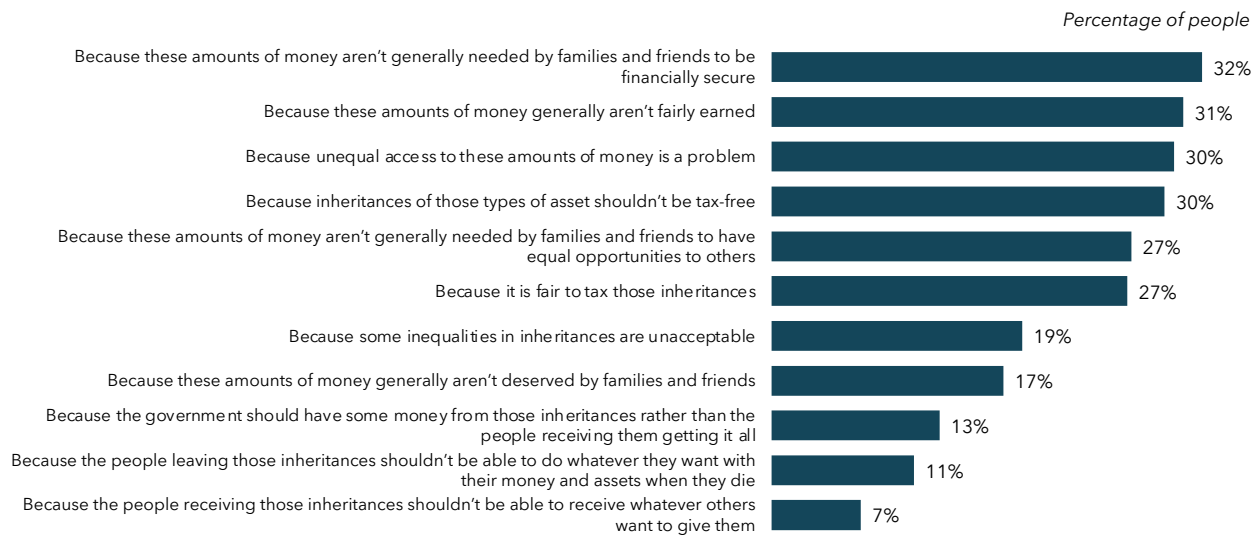 Percentage of people
Because these amounts of money aren't generally needed by families and friends to be
financially secure
32%
Because these amounts of money generally aren't fairly earned
31%
Because unequal access to these amounts of money is a problem
30%
Because inheritances of those types of asset shouldn't be tax-free
30%
Because these amounts of money aren't generally needed by families and friends to have
equal opportunities to others
27%
Because it is fair to tax those inheritances
27%
Because some inequalities in inheritances are unacceptable
19%
Because these amounts of money generally aren't deserved by families and friends
17%
Because the government should have some money from those inheritances rather than the
people receiving them getting it all
13%
Because the people leaving those inheritances shouldn't be able to do whatever they want with
their money and assets when they die
11%
Because the people receiving those inheritances shouldn't be able to receive whatever others
want to give them
7%